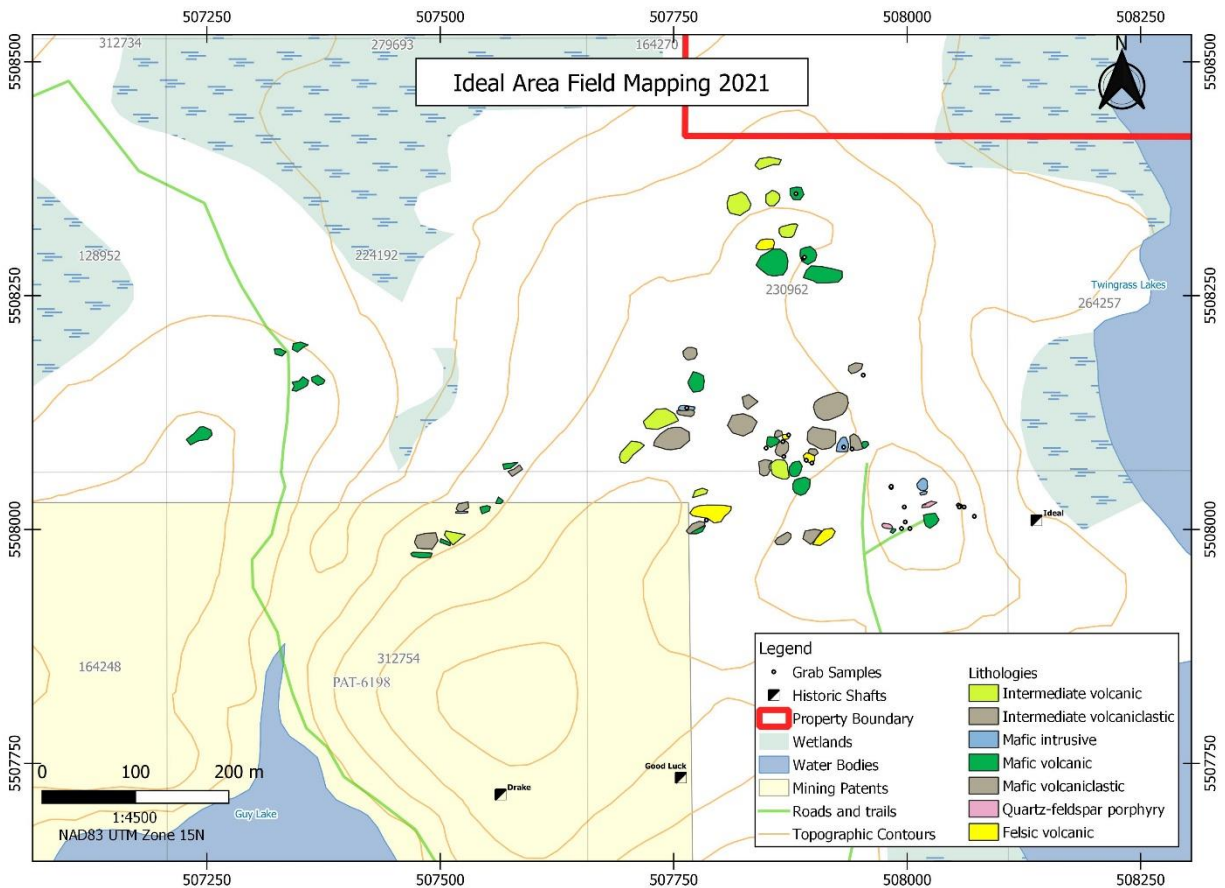 507250 507500 507750 508000 508250
5508500
5508500
312734 279693 164270
N
Ideal Area Field Mapping 2021
128952
224192
5508250
230962
Twingrass Lakes
264257
5508250
5508000
Ideal
5508000
164248
312754
PAT-6198
Good Luck
Drake
5507750
5507750
0 100 200 m
1:4500
NAD83 UTM Zone 15N
Guy Lake
Legend
Grab Samples
Historic Shafts
Property Boundary
Wetlands
Water Bodies
Mining Patents
Roads and trails
Topographic Contours
Lithologies
Intermediate volcanic
Intermediate volcaniclastic
Mafic intrusive
Mafic volcanic
Mafic volcaniclastic
Quartz-feldspar porphyry
Felsic volcanic
507250 507500 507750 508000 508250